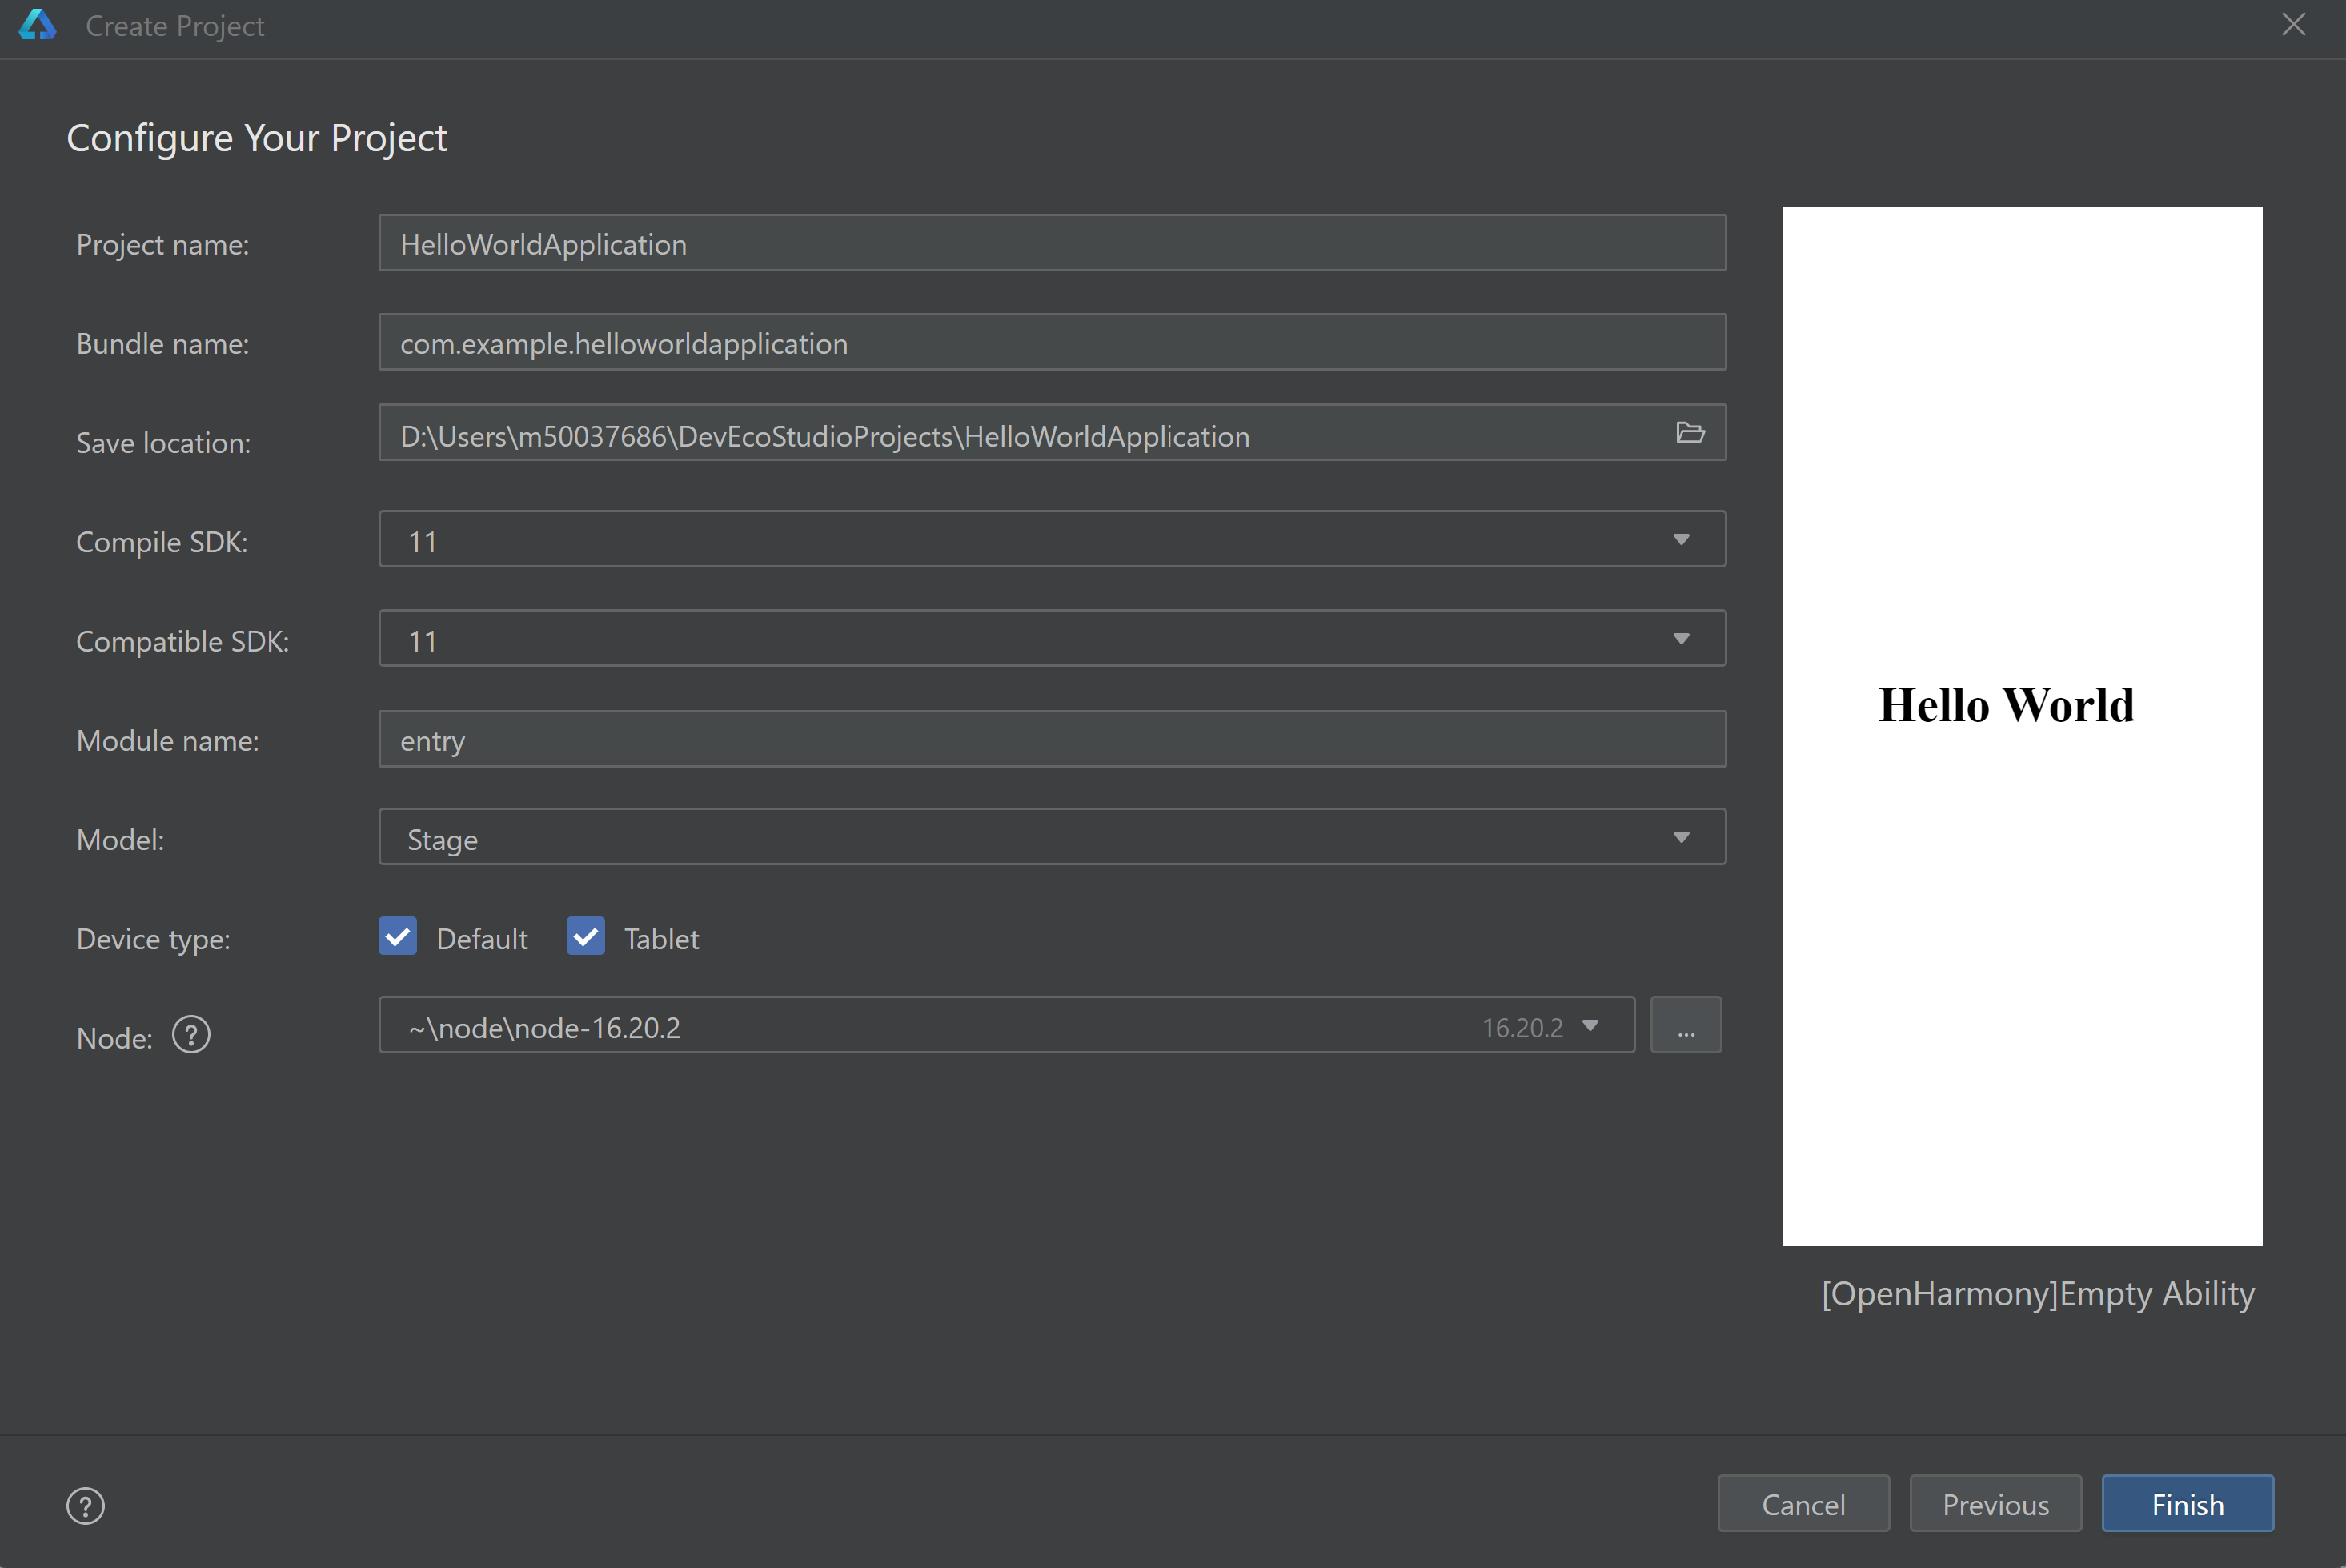 Create Project
Configure Your Project
Project name: HelloWorldApplication
Bundle name: com.example.helloworldapplication
Save location: D:\Users\m50037686\DevEcoStudioProjects\HelloWorldApplication
Compile SDK: 11
Compatible SDK: 11
Module name: entry
Model: Stage
Device type: Default Tablet
Node: ? ~\node\node-16.20.2 16.20.2 ...
Hello World
[OpenHarmony]Empty Ability
? Cancel Previous Finish